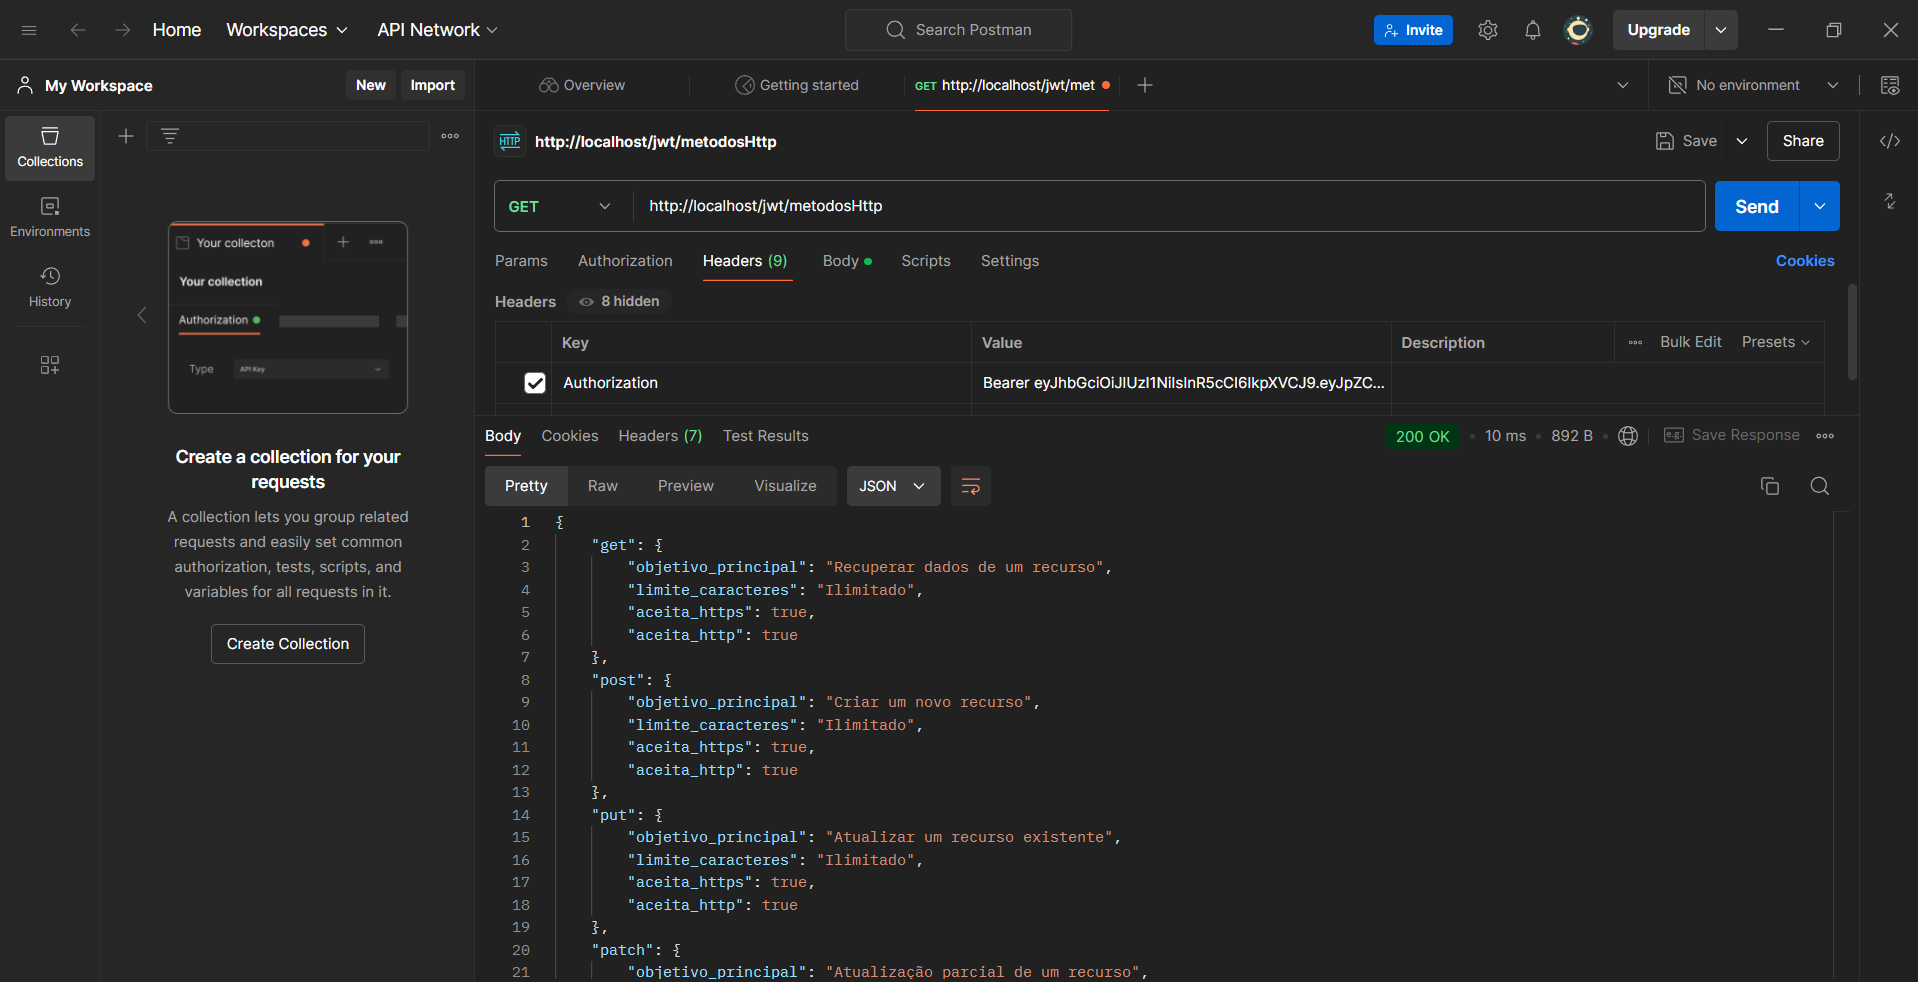 Home Workspaces API Network Search Postman Invite Upgrade
My Workspace New Import Overview Getting started GET http://localhost/jwt/met No environment
Collections
Environments
History
Your collecton
Your collection
Authorization
Type API Key
Create a collection for your
requests
A collection lets you group related
requests and easily set common
authorization, tests, scripts, and
variables for all requests in it.
Create Collection
HTTP http://localhost/jwt/metodosHttp Save Share
GET http://localhost/jwt/metodosHttp Send
Params Authorization Headers (9) Body Scripts Settings Cookies
Headers 8 hidden
Key Value Description Bulk Edit Presets
Authorization Bearer eyJhbGciOiJIUzI1NiIsInR5cCI6IkpXVCJ9.eyJpZC...
Body Cookies Headers (7) Test Results 200 OK 10 ms 892 B e.g. Save Response
Pretty Raw Preview Visualize JSON
1 {
2 "get": {
3 "objetivo_principal": "Recuperar dados de um recurso",
4 "limite_caracteres": "Ilimitado",
5 "aceita_https": true,
6 "aceita_http": true
7 },
8 "post": {
9 "objetivo_principal": "Criar um novo recurso",
10 "limite_caracteres": "Ilimitado",
11 "aceita_https": true,
12 "aceita_http": true
13 },
14 "put": {
15 "objetivo_principal": "Atualizar um recurso existente",
16 "limite_caracteres": "Ilimitado",
17 "aceita_https": true,
18 "aceita_http": true
19 },
20 "patch": {
21 "objetivo_principal": "Atualização parcial de um recurso",